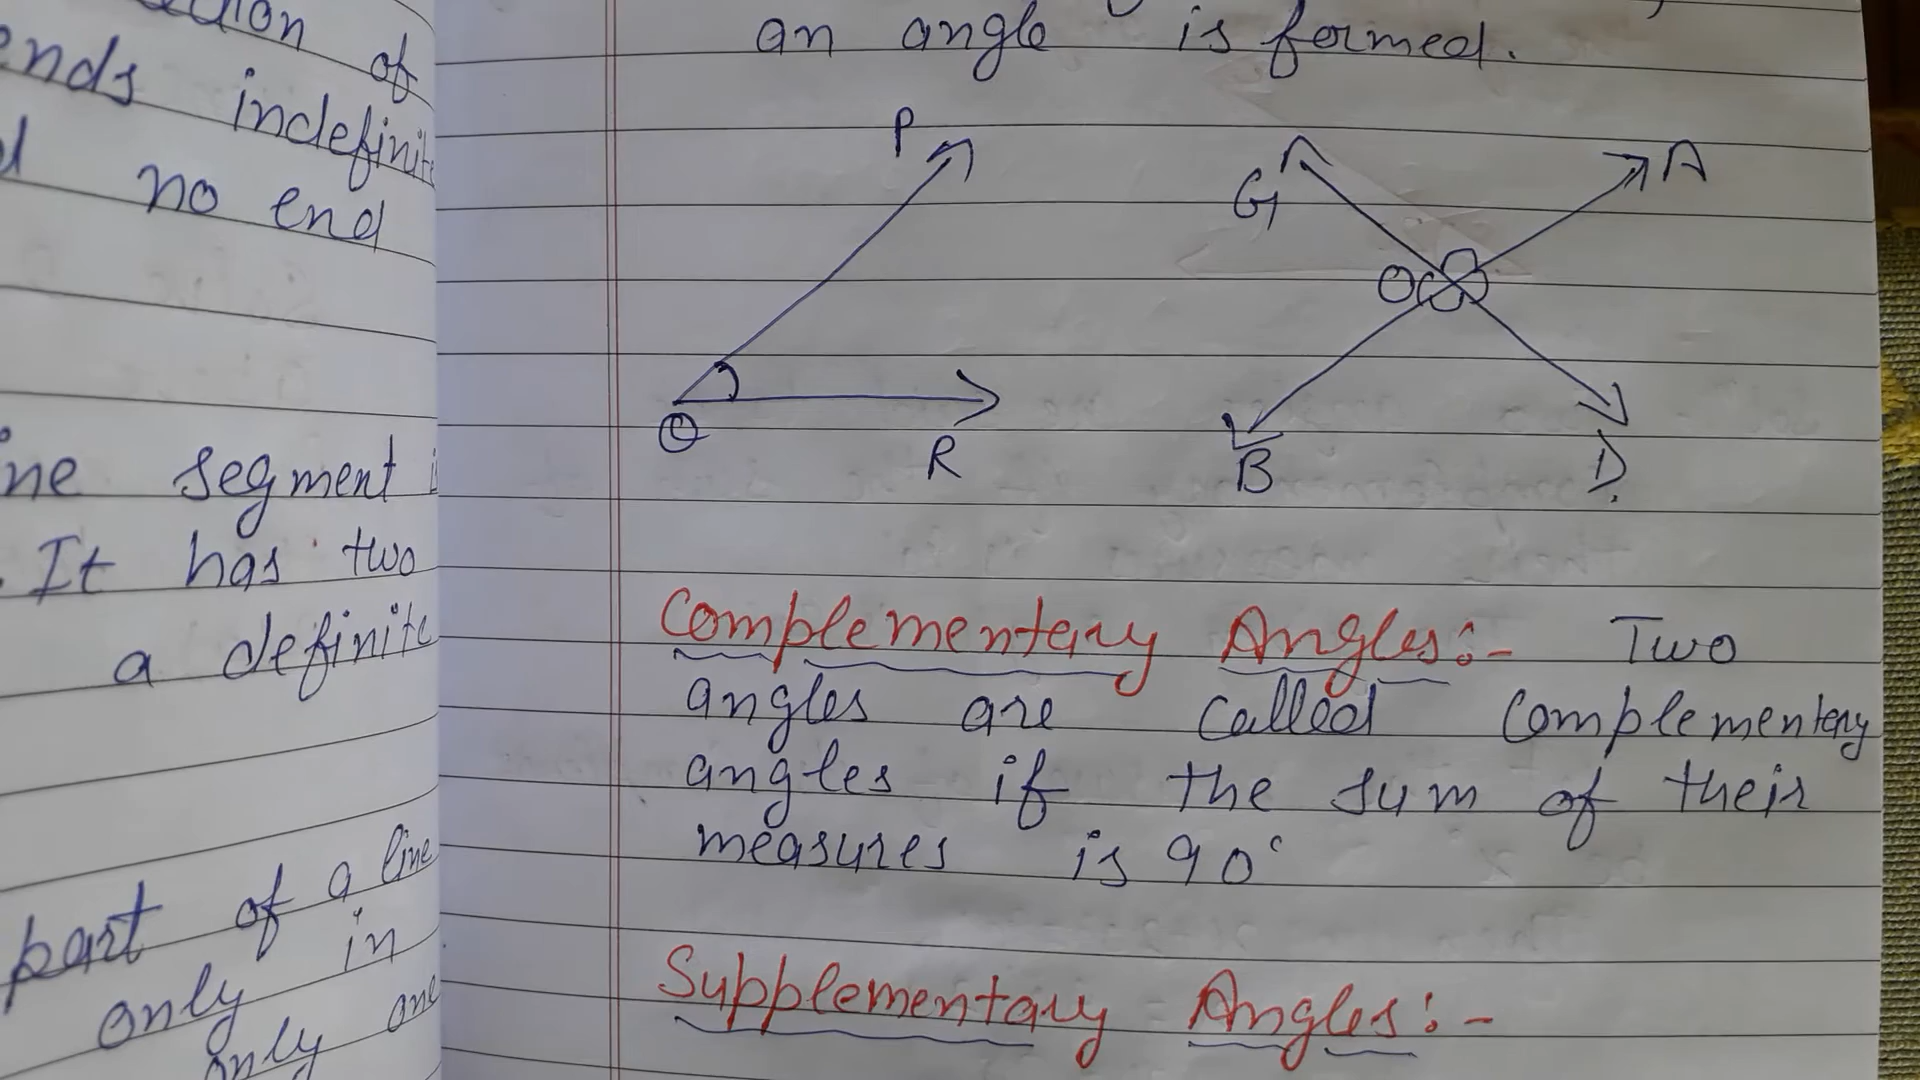 of
ends indefinit
no end
segment
. It has two
a definite
part of a line
only in
only one
an angle is formed.
P
G
A
O
O
R
B
D.
Complementary Angles:- Two
angles are called Complementary
angles if the sum of their
measures is 90°
Supplementary Angles:-